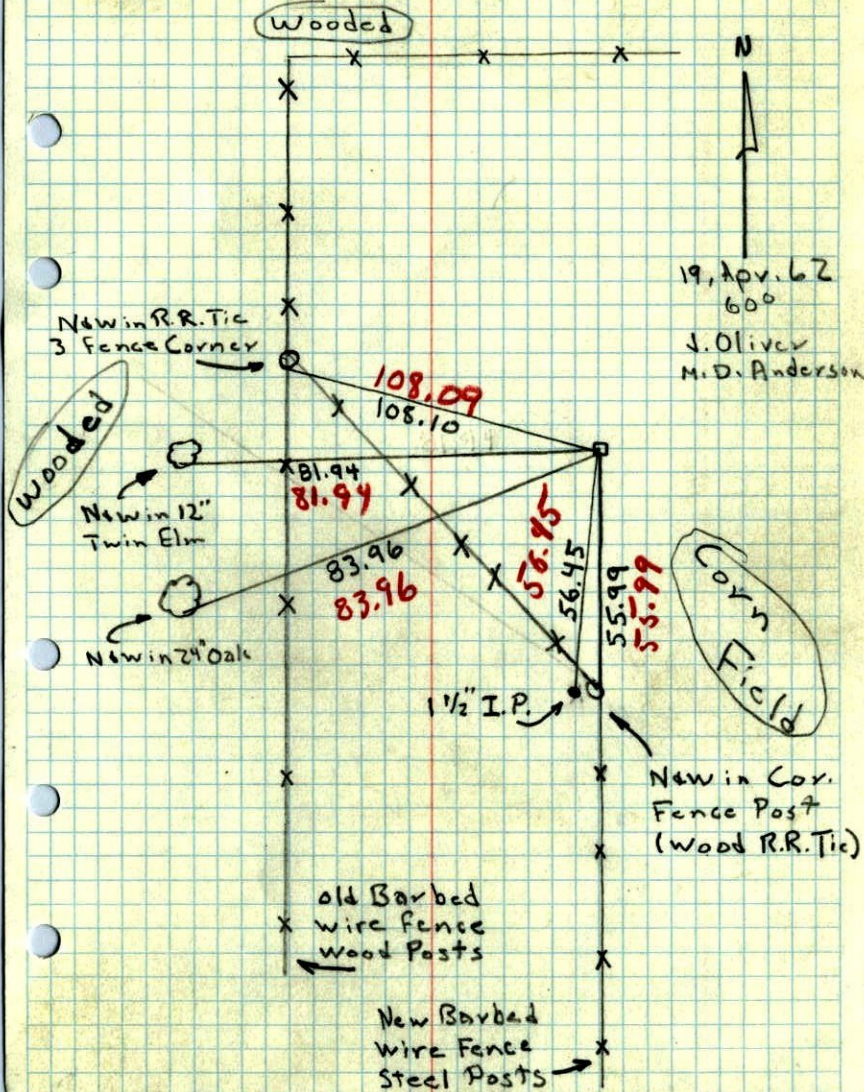 Wooded
N
19, Apr. 62
60°
J. Oliver
M. D. Anderson
N&W in R.R. Tie
3 Fence Corner
Wooded
108.09
108.10
81.94
81.94
N&W in 12"
Twin Elm
83.96
83.96
N&W in 24" Oak
56.45
56.45
55.99
55.99
Corn
Field
1 1/2" I.P.
N&W in Cor.
Fence Post
(Wood R.R. Tie)
old Barbed
wire Fence
Wood Posts
New Barbed
Wire Fence
Steel Posts